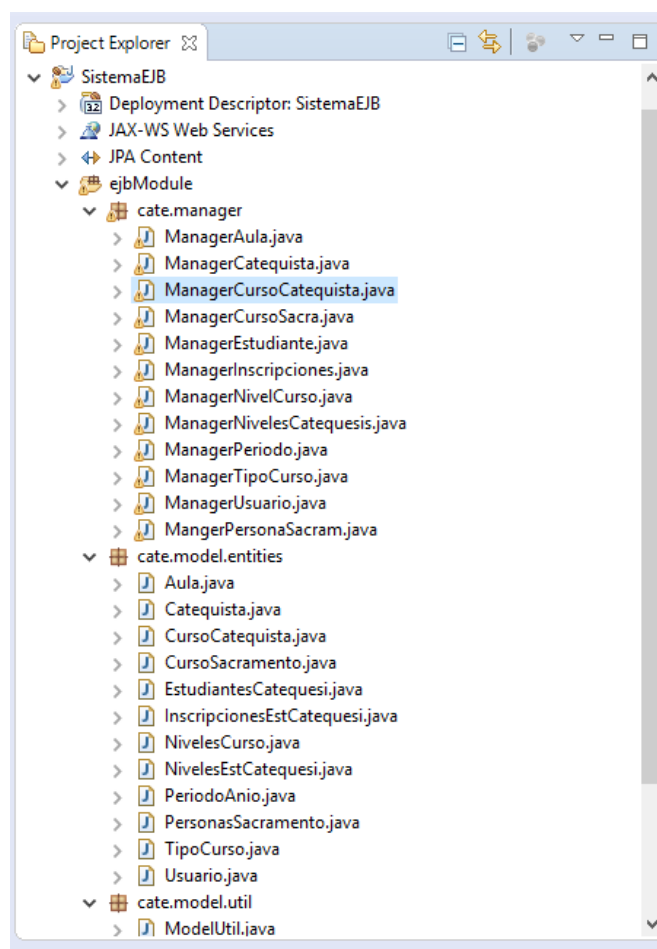 Project Explorer
SistemaEJB
Deployment Descriptor: SistemaEJB
JAX-WS Web Services
JPA Content
ejbModule
cate.manager
ManagerAula.java
ManagerCatequista.java
ManagerCursoCatequista.java
ManagerCursoSacra.java
ManagerEstudiante.java
ManagerInscripciones.java
ManagerNivelCurso.java
ManagerNivelesCatequesis.java
ManagerPeriodo.java
ManagerTipoCurso.java
ManagerUsuario.java
MangerPersonaSacram.java
cate.model.entities
Aula.java
Catequista.java
CursoCatequista.java
CursoSacramento.java
EstudiantesCatequesi.java
InscripcionesEstCatequesi.java
NivelesCurso.java
NivelesEstCatequesi.java
PeriodoAnio.java
PersonasSacramento.java
TipoCurso.java
Usuario.java
cate.model.util
ModelUtil.java